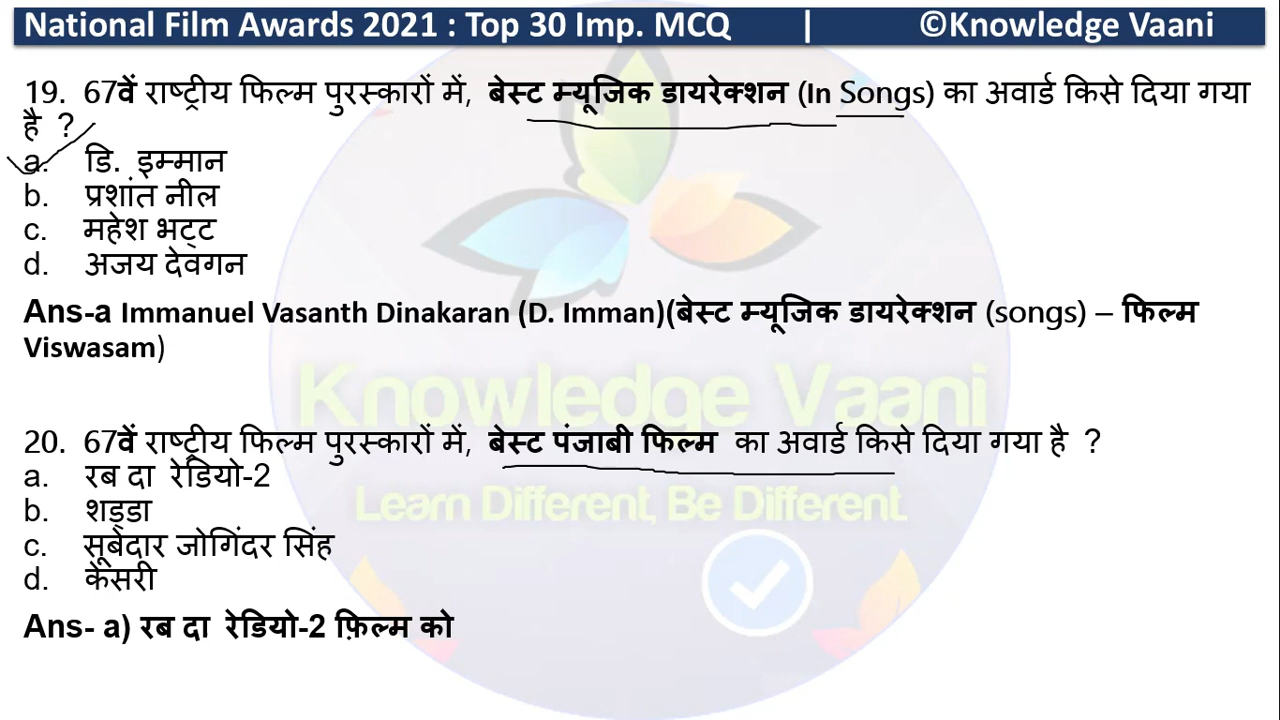 National Film Awards 2021 : Top 30 Imp. MCQ | ©Knowledge Vaani
19. 67वें राष्ट्रीय फिल्म पुरस्कारों में, बेस्ट म्यूजिक डायरेक्शन (In Songs) का अवार्ड किसे दिया गया
है ?
a. डि. इम्मान
b. प्रशांत नील
c. महेश भट्ट
d. अजय देवगन
Ans-a Immanuel Vasanth Dinakaran (D. Imman)(बेस्ट म्यूजिक डायरेक्शन (songs) – फिल्म
Viswasam)
Knowledge Vaani
20. 67वें राष्ट्रीय फिल्म पुरस्कारों में, बेस्ट पंजाबी फिल्म का अवार्ड किसे दिया गया है ?
a. रब दा रेडियो-2
Learn Different, Be Different
b. शड्डा
c. सूबेदार जोगिंदर सिंह
d. केसरी
Ans- a) रब दा रेडियो-2 फ़िल्म को